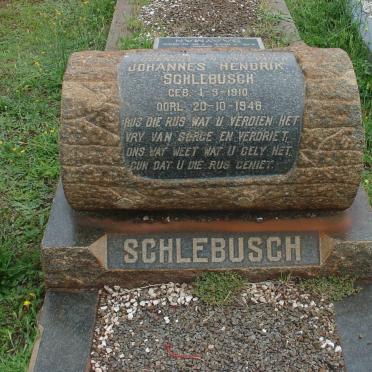 JOHANNES HENDRIK
SCHLEBUSCH
GEB. 1-9-1910
OORL. 20-10-1948
RUS DIE RUS WAT U VERDIEN HET
VRY VAN SORGE EN VERDRIET,
ONS WAT WEET WAT U GELY HET,
GUN DAT U DIE RUS GENIET.
SCHLEBUSCH